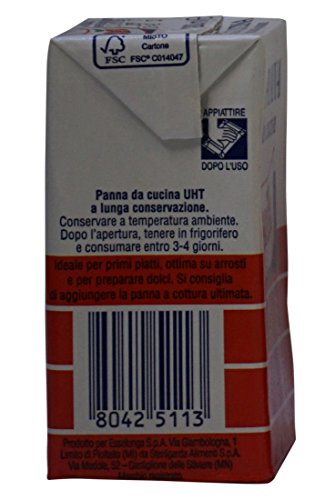 MISTO
Cartone
FSC
FSC® C014047
APPIATTIRE
DOPO L'USO
Panna da cucina UHT
a lunga conservazione.
Conservare a temperatura ambiente.
Dopo l'apertura, tenere in frigorifero
e consumare entro 3-4 giorni.
Ideale per primi piatti, ottima su arrosti
e per preparare dolci. Si consiglia
di aggiungere la panna a cottura ultimata.
8042 5113
Prodotto per Esselunga S.p.A. Via Giambologna, 1
Limito di Pioltello (MI) da Sterilgarda Alimenti S.p.A.
Via Medole, 52 - Castiglione delle Stiviere (MN)